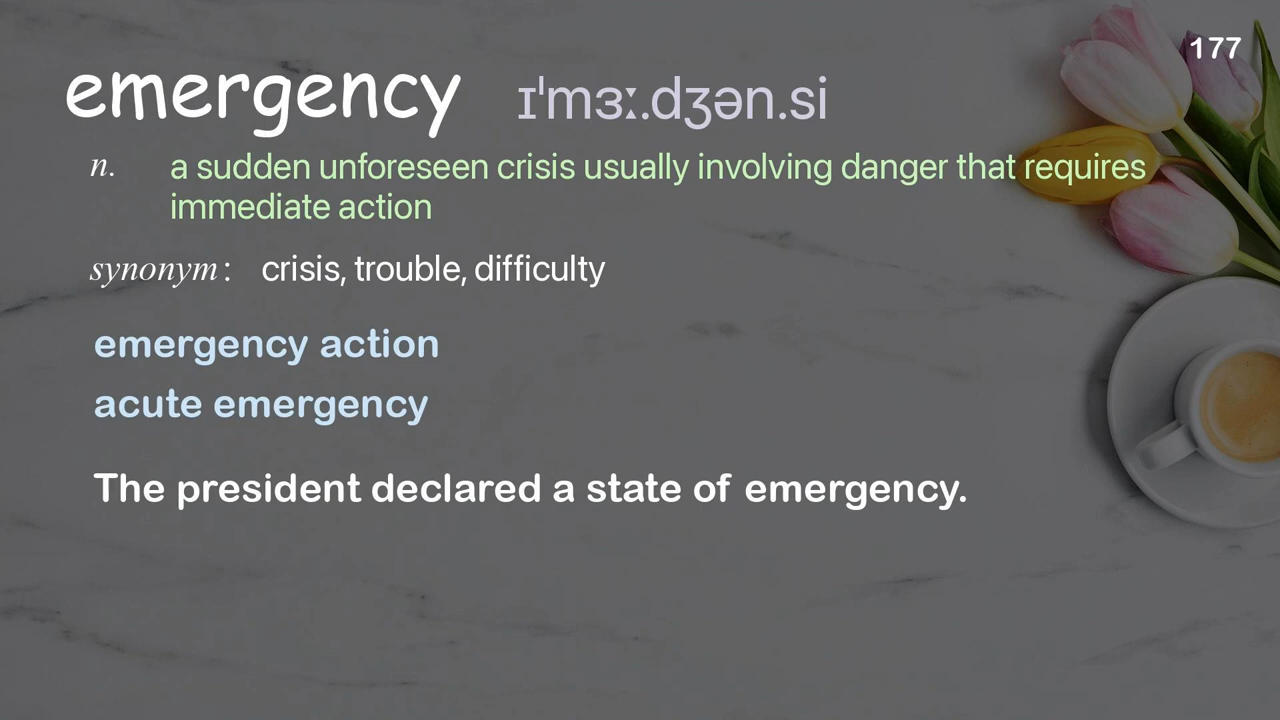 177
emergency ɪˈmɜː.dʒən.si
n. a sudden unforeseen crisis usually involving danger that requires
immediate action
synonym: crisis, trouble, difficulty
emergency action
acute emergency
The president declared a state of emergency.